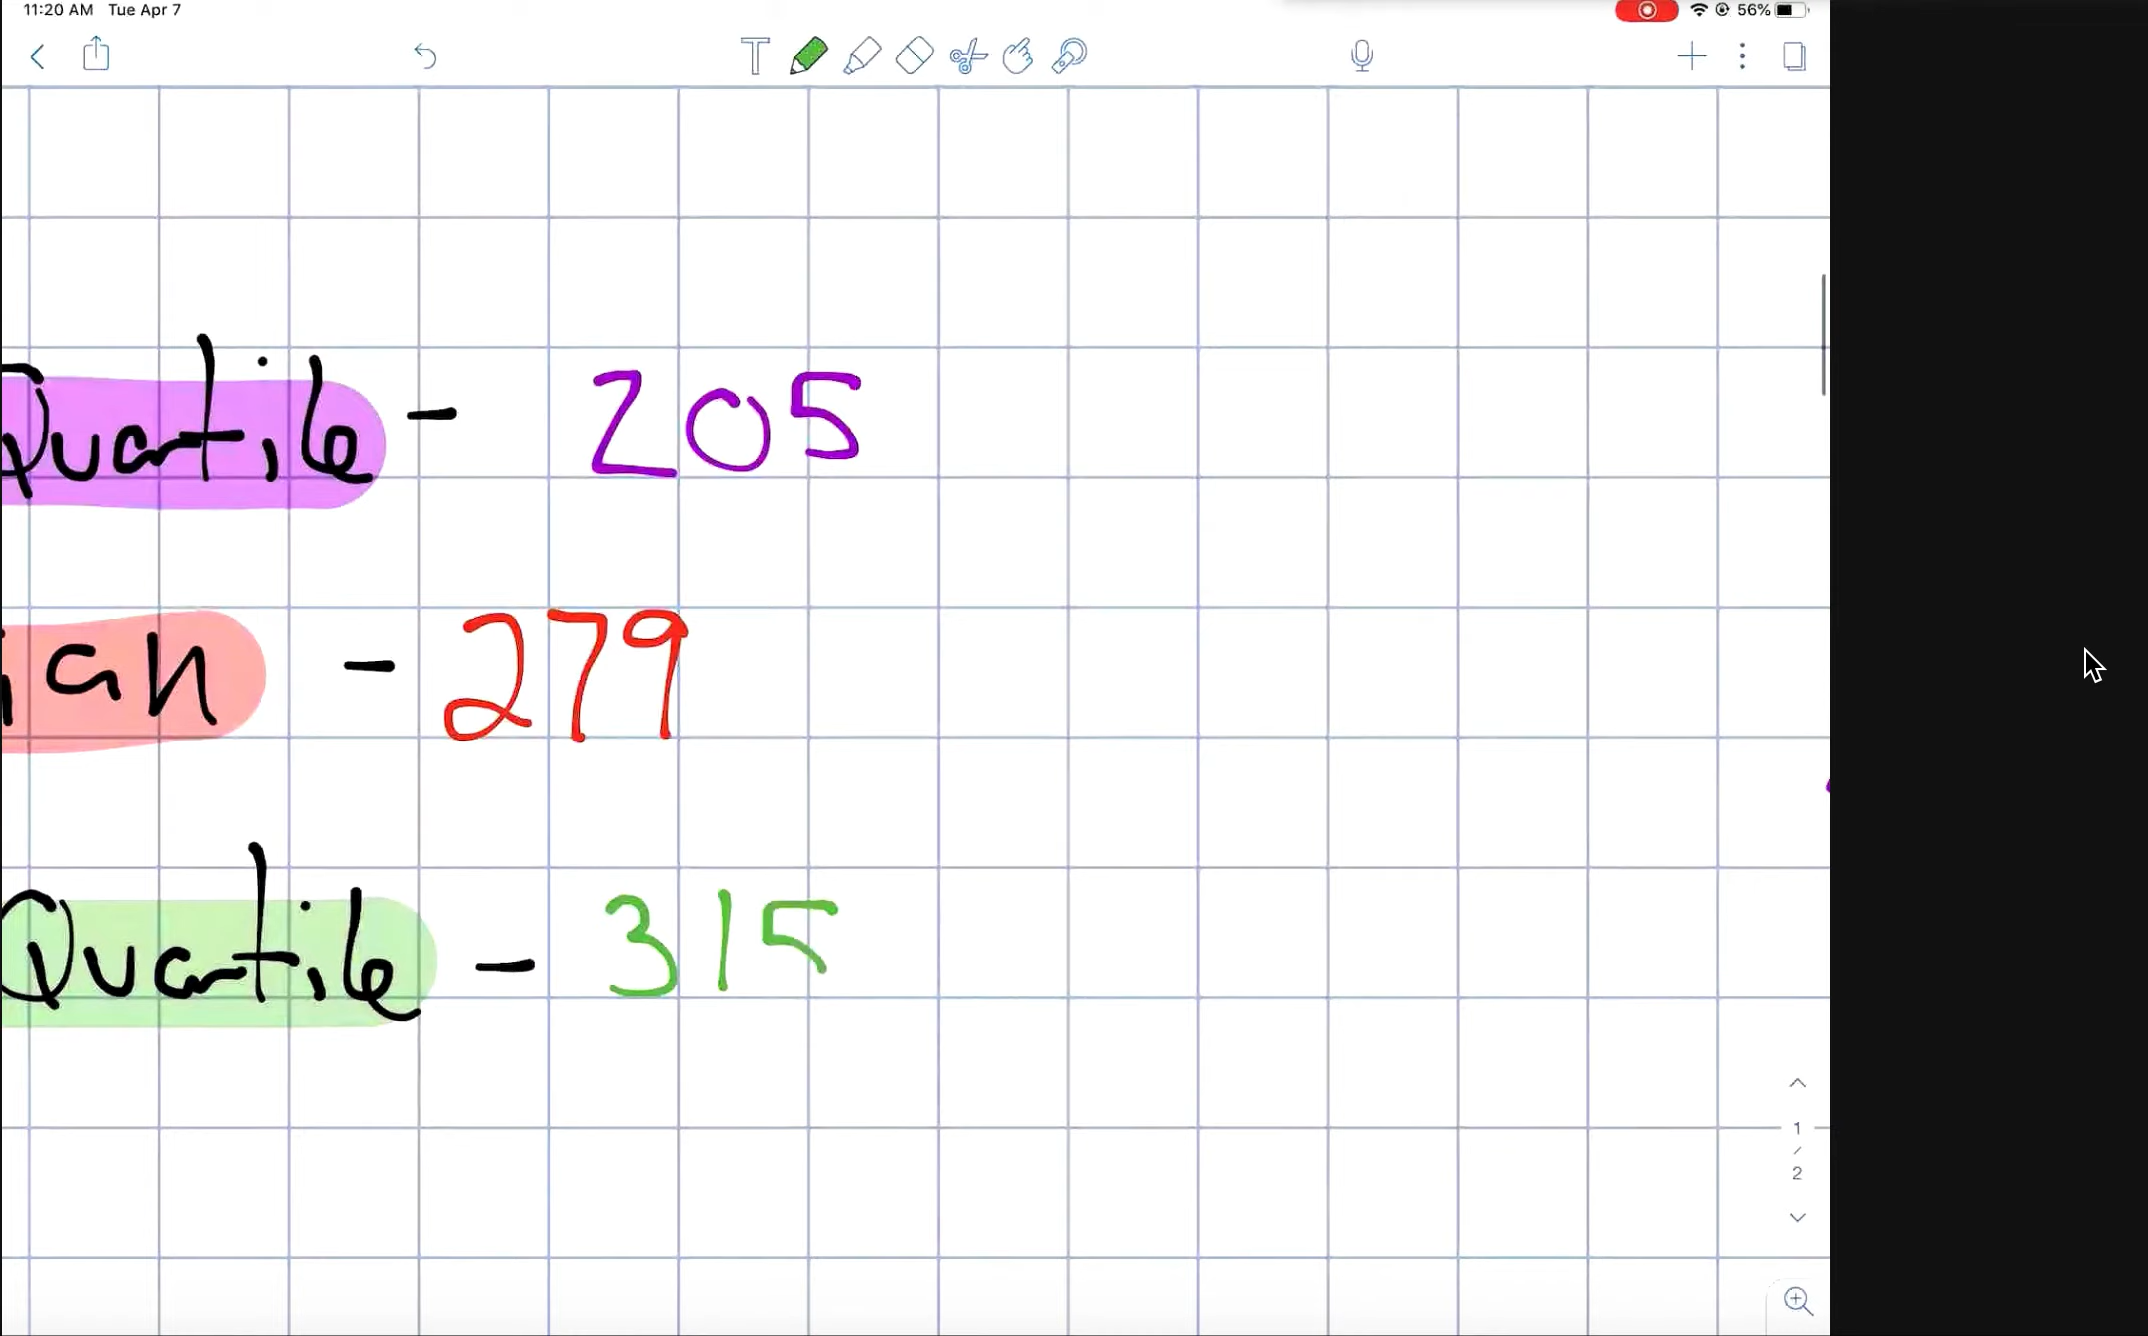 11:20 AM Tue Apr 7
56%
T
Quartile - 205
ian - 279
Quartile - 315
1
/
2